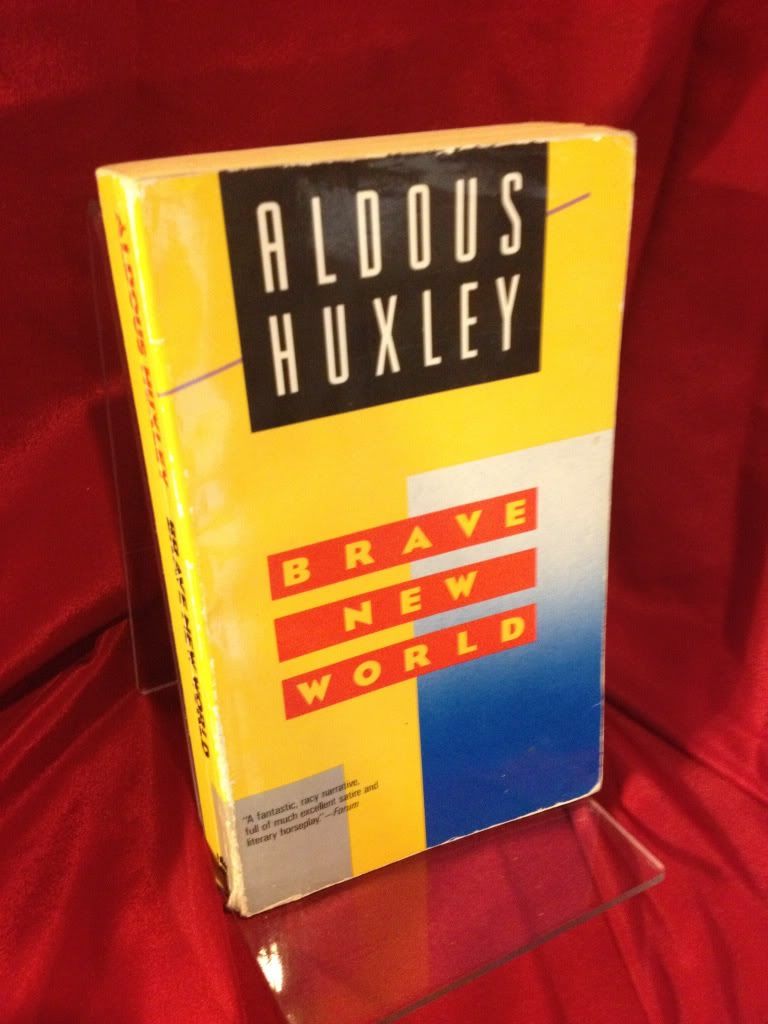 ALDOUS
HUXLEY
BRAVE
NEW
WORLD
"A fantastic, racy narrative,
full of much excellent satire and
literary horseplay."—Forum
ALDOUS HUXLEY BRAVE NEW WORLD